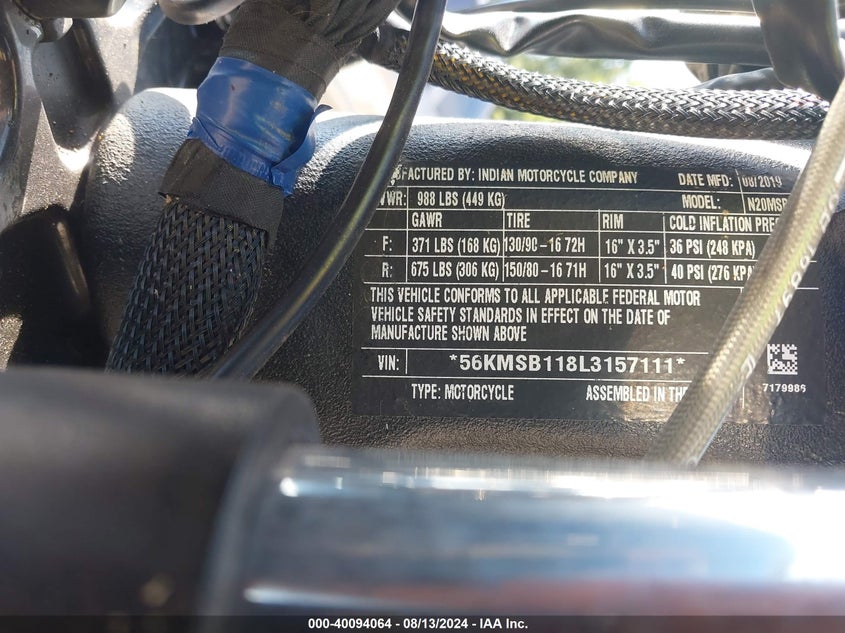 FACTURED BY: INDIAN MOTORCYCLE COMPANY DATE MFD: 08/2019
VWR: 988 LBS (449 KG) MODEL: N20MSB
GAWR TIRE RIM COLD INFLATION PRE
F: 371 LBS (168 KG) 130/90-16 72H 16" X 3.5" 36 PSI (248 KPA)
R: 675 LBS (306 KG) 150/80-16 71H 16" X 3.5" 40 PSI (276 KPA
THIS VEHICLE CONFORMS TO ALL APPLICABLE FEDERAL MOTOR
VEHICLE SAFETY STANDARDS IN EFFECT ON THE DATE OF
MANUFACTURE SHOWN ABOVE
VIN: *56KMSB118L3157111*
TYPE: MOTORCYCLE ASSEMBLED IN THE
7179986
000-40094064 - 08/13/2024 - IAA Inc.